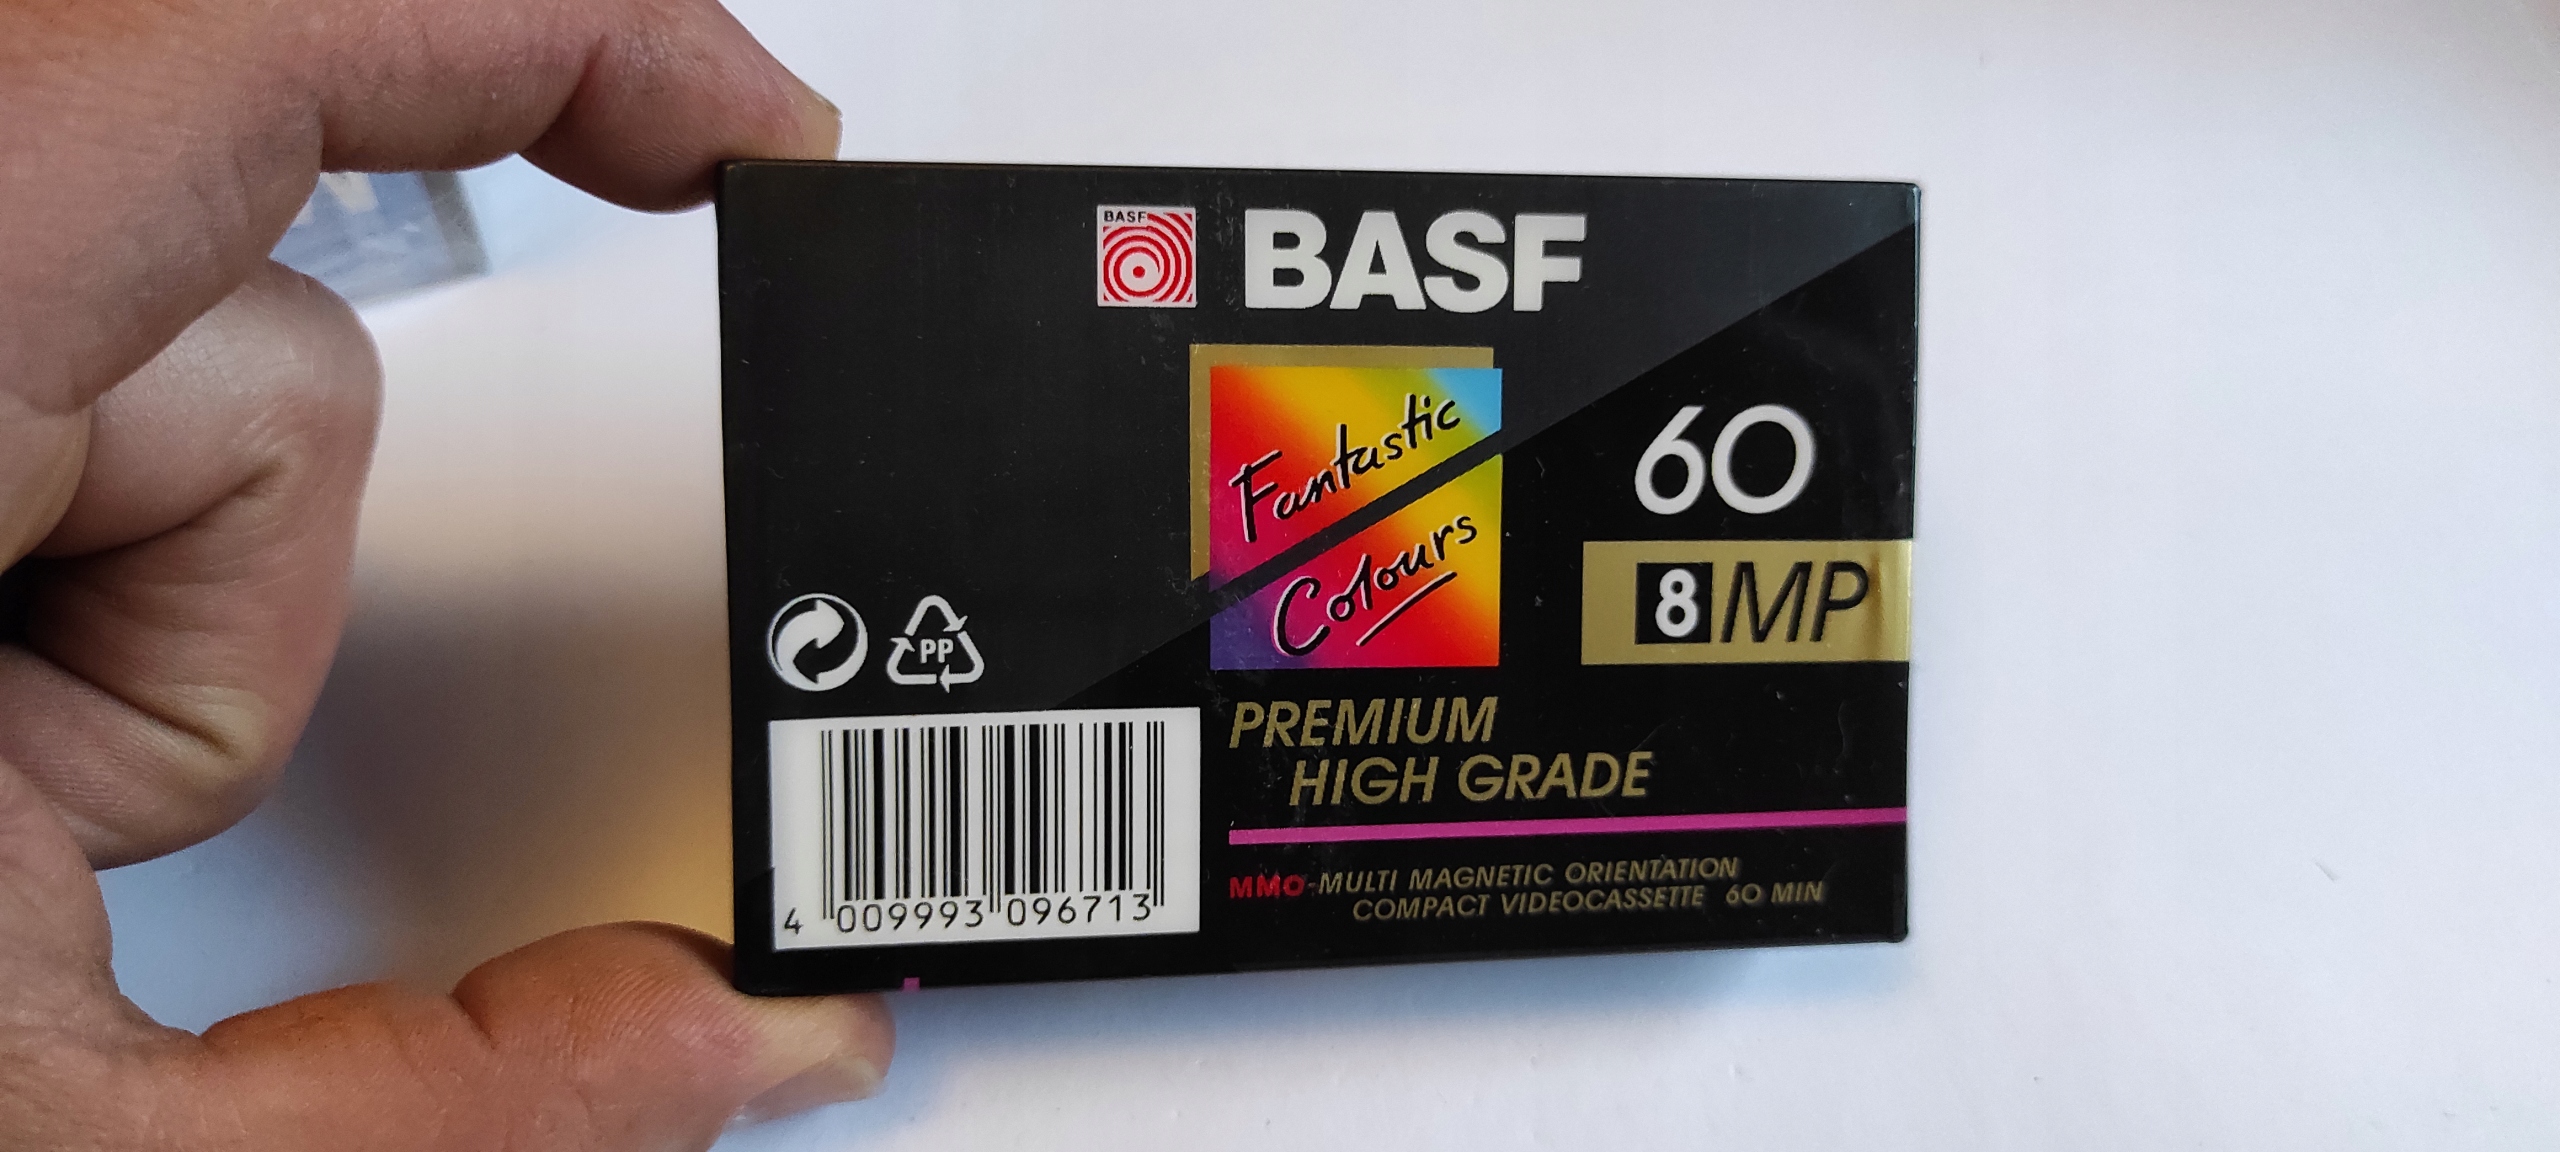 BASF
BASF
Fantastic
Colours
60
8 MP
PP
PREMIUM
HIGH GRADE
4 009993 096713
MMO-MULTI MAGNETIC ORIENTATION
COMPACT VIDEOCASSETTE 60 MIN